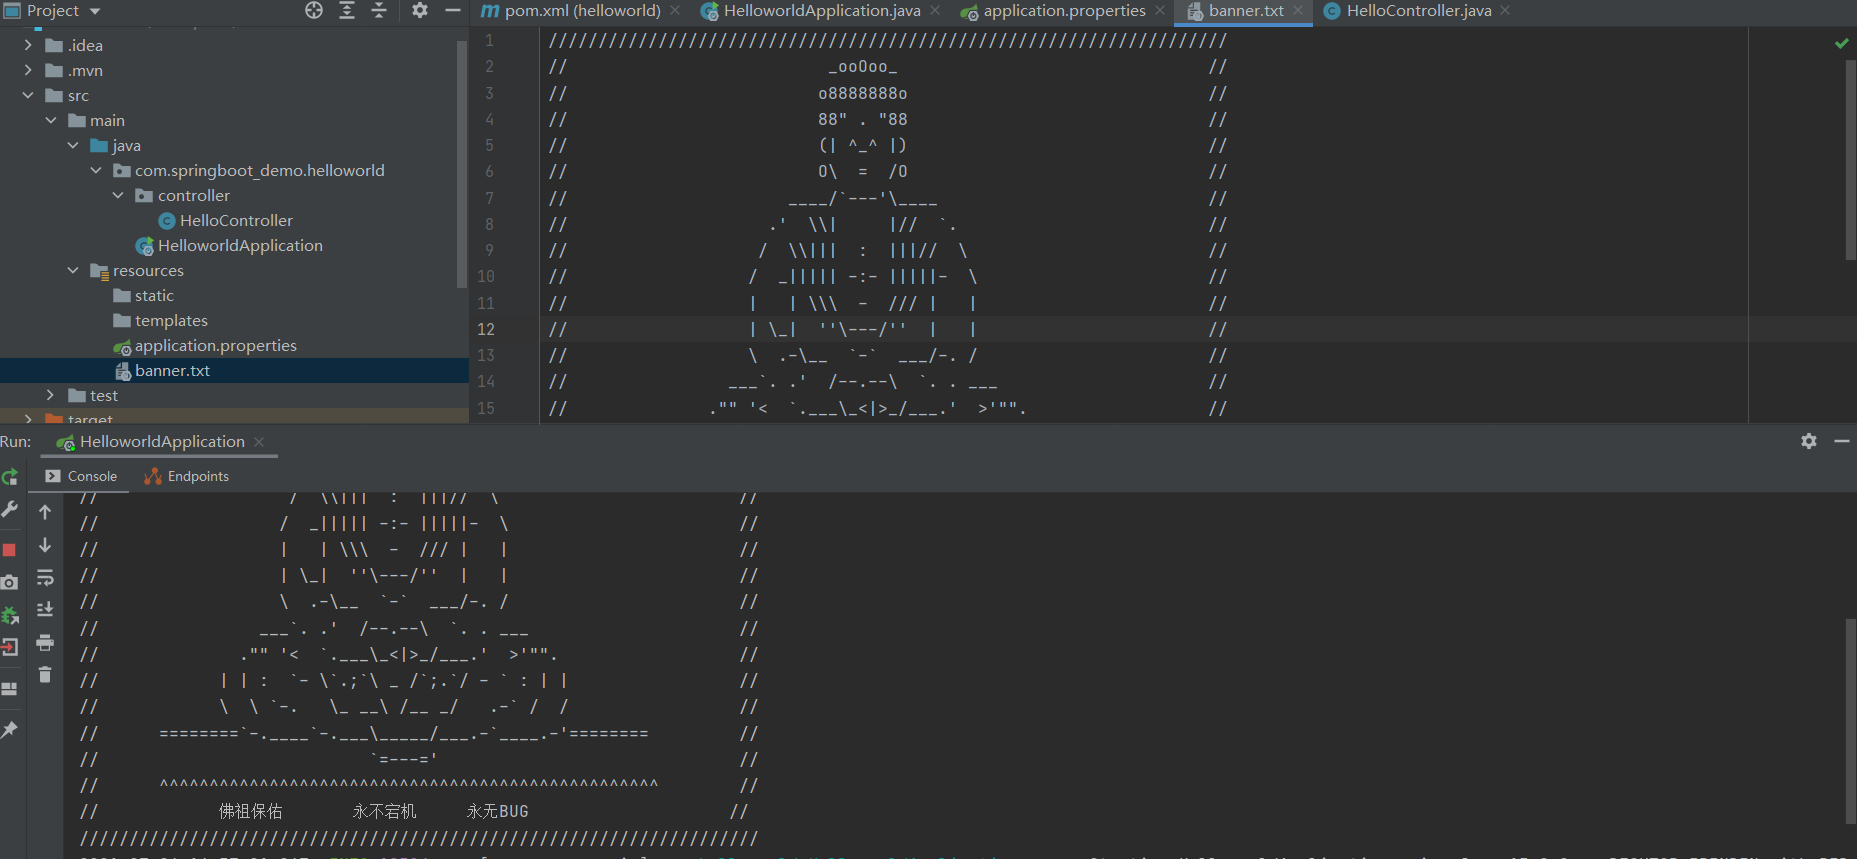 Project
pom.xml (helloworld)
HelloworldApplication.java
application.properties
banner.txt
HelloController.java
.idea
.mvn
src
main
java
com.springboot_demo.helloworld
controller
HelloController
HelloworldApplication
resources
static
templates
application.properties
banner.txt
test
target
1 ////////////////////////////////////////////////////////////////////
2 //                          _ooOoo_                               //
3 //                         o8888888o                              //
4 //                         88" . "88                              //
5 //                         (| ^_^ |)                              //
6 //                         O\  =  /O                              //
7 //                      ____/`---'\____                           //
8 //                    .'  \\|     |//  `.                         //
9 //                   /  \\|||  :  |||//  \                        //
10 //                  /  _||||| -:- |||||-  \                       //
11 //                  |   | \\\  -  /// |   |                       //
12 //                  | \_|  ''\---/''  |   |                       //
13 //                  \  .-\__  `-`  ___/-. /                       //
14 //                ___`. .'  /--.--\  `. . ___                     //
15 //              ."" '<  `.___\_<|>_/___.'  >'"".                  //
Run:
HelloworldApplication
Console
Endpoints
//                   /  \\|||  :  |||//  \                        //
//                  /  _||||| -:- |||||-  \                       //
//                  |   | \\\  -  /// |   |                       //
//                  | \_|  ''\---/''  |   |                       //
//                  \  .-\__  `-`  ___/-. /                       //
//                ___`. .'  /--.--\  `. . ___                     //
//              ."" '<  `.___\_<|>_/___.'  >'"".                  //
//            | | :  `- \`.;`\ _ /`;.`/ - ` : | |                 //
//            \  \ `-.   \_ __\ /__ _/   .-` /  /                 //
//      ========`-.____`-.___\_____/___.-`____.-'========         //
//                           `=---='                              //
//      ^^^^^^^^^^^^^^^^^^^^^^^^^^^^^^^^^^^^^^^^^^^^^^^^^^        //
//            佛祖保佑       永不宕机     永无BUG                    //
////////////////////////////////////////////////////////////////////